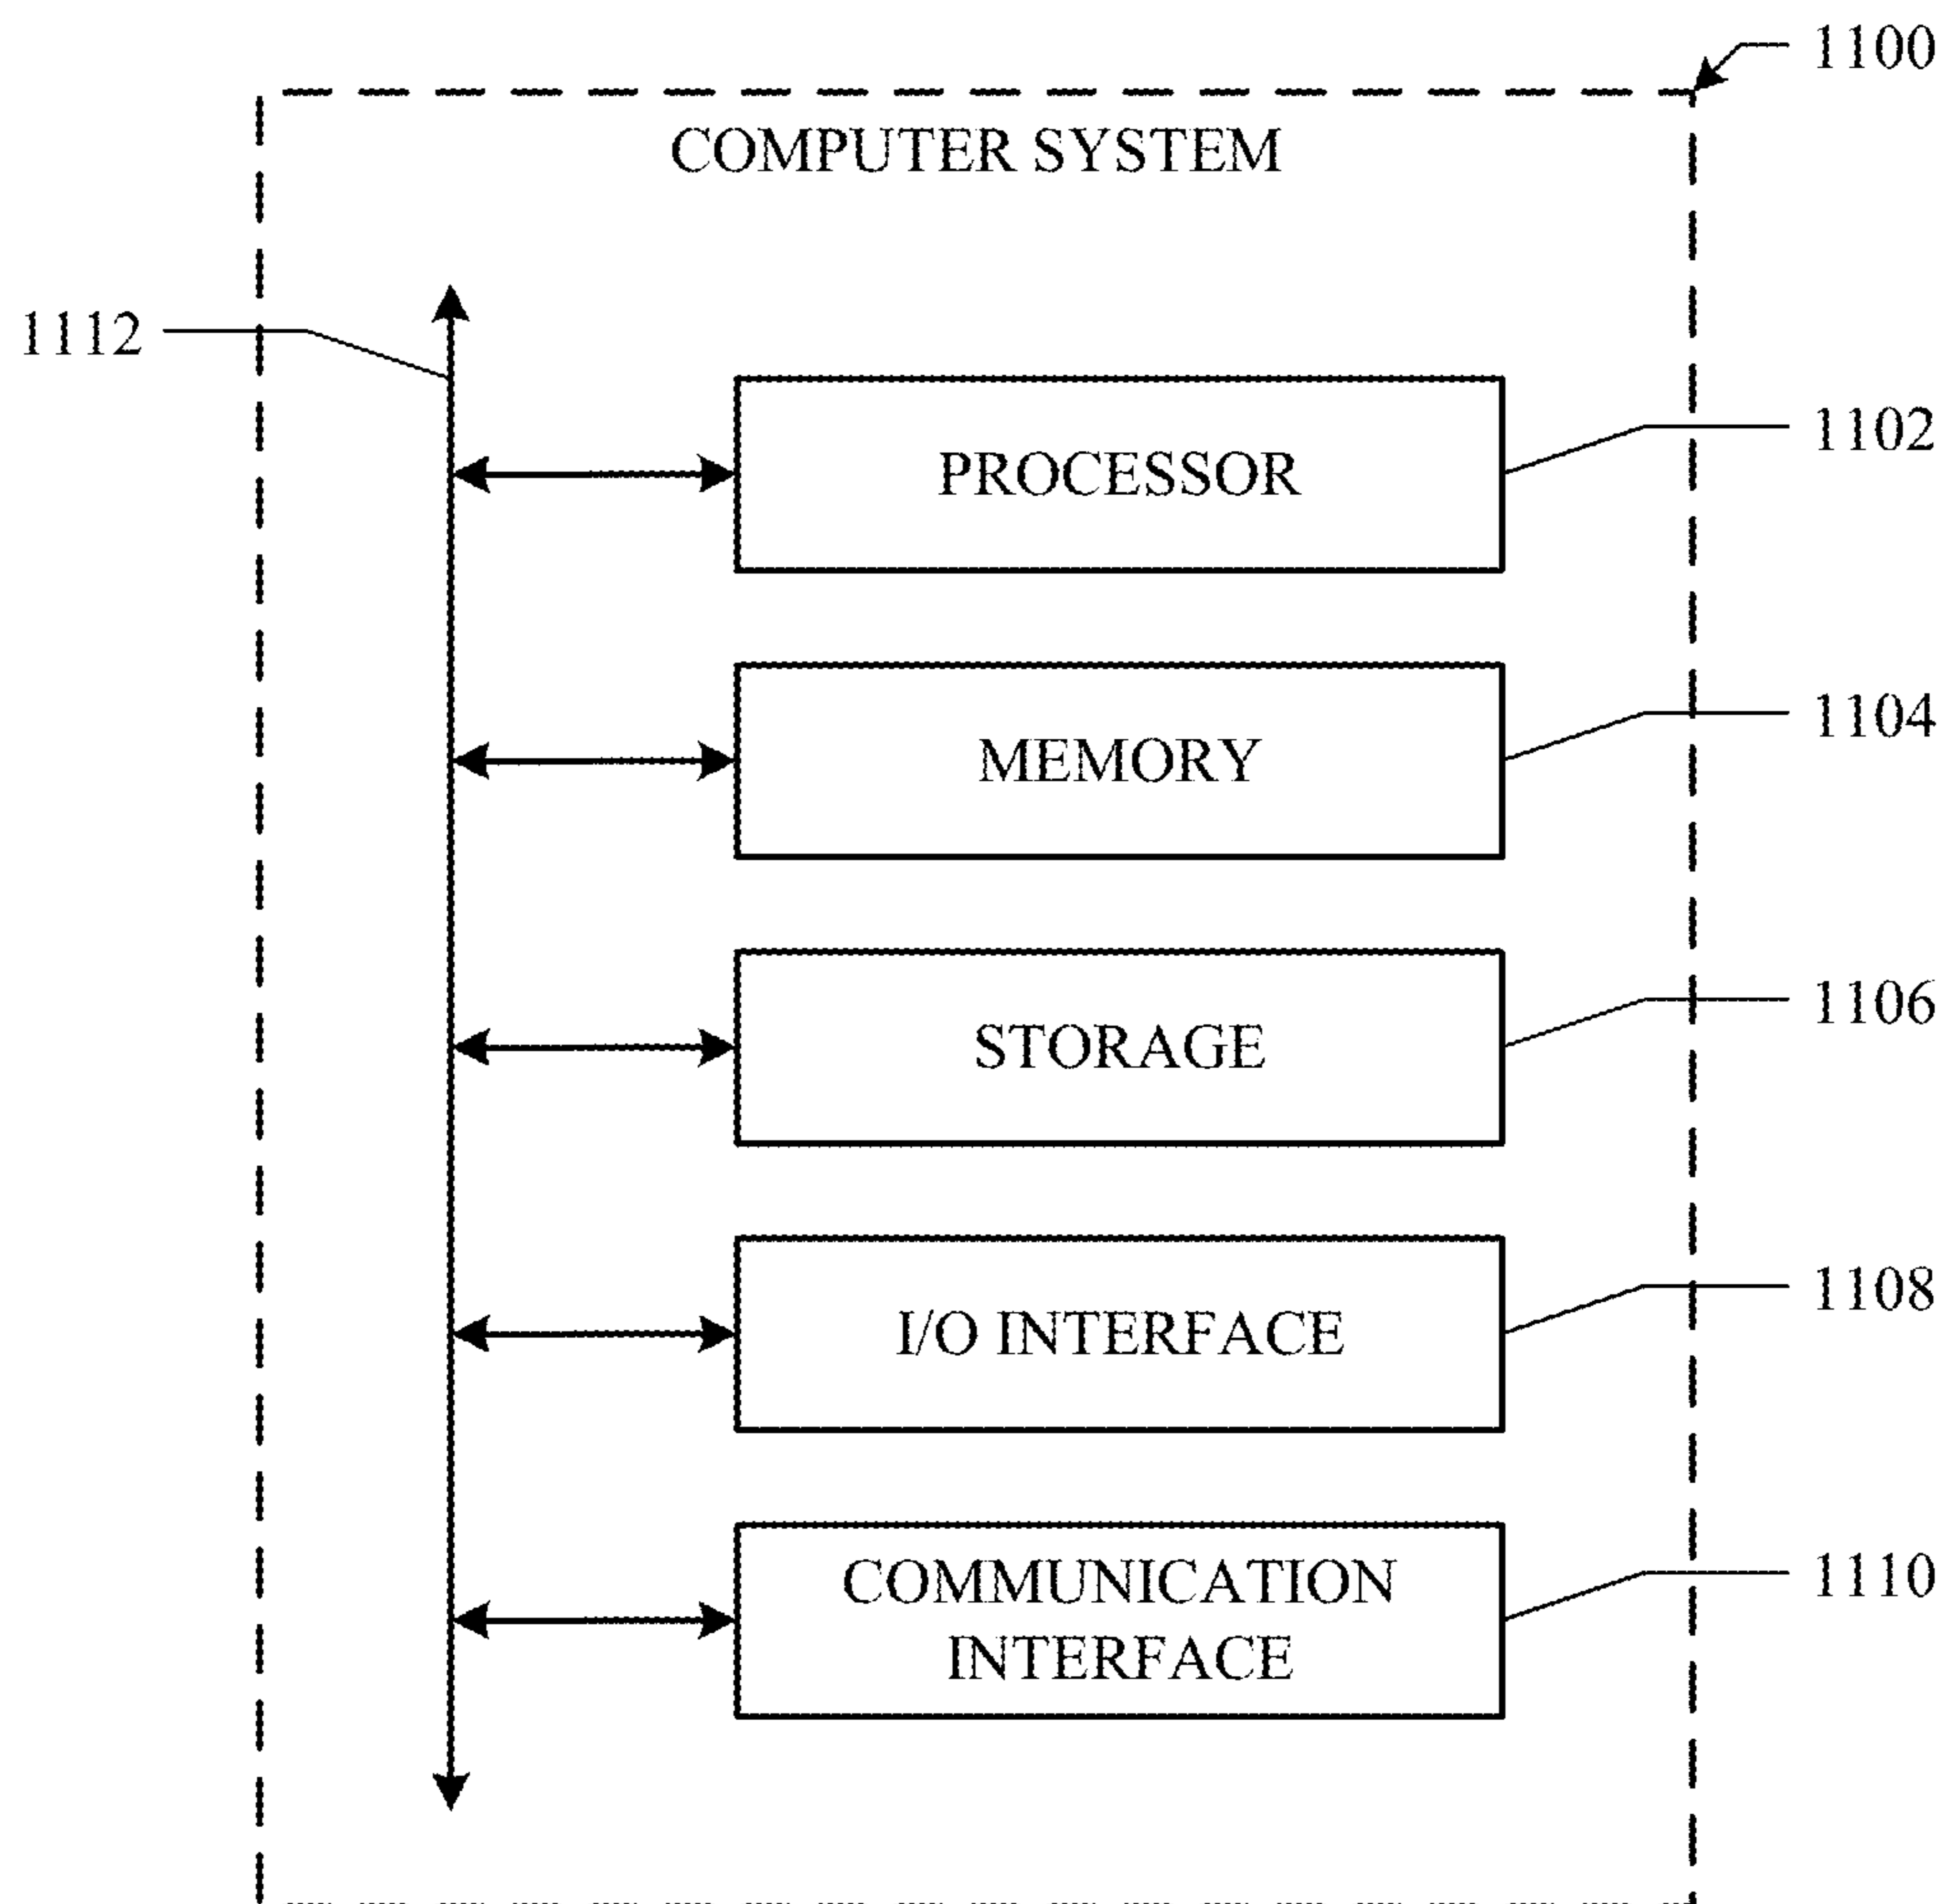 1100
COMPUTER SYSTEM
1112
1102
PROCESSOR
1104
MEMORY
1106
STORAGE
1108
I/O INTERFACE
1110
COMMUNICATION
INTERFACE